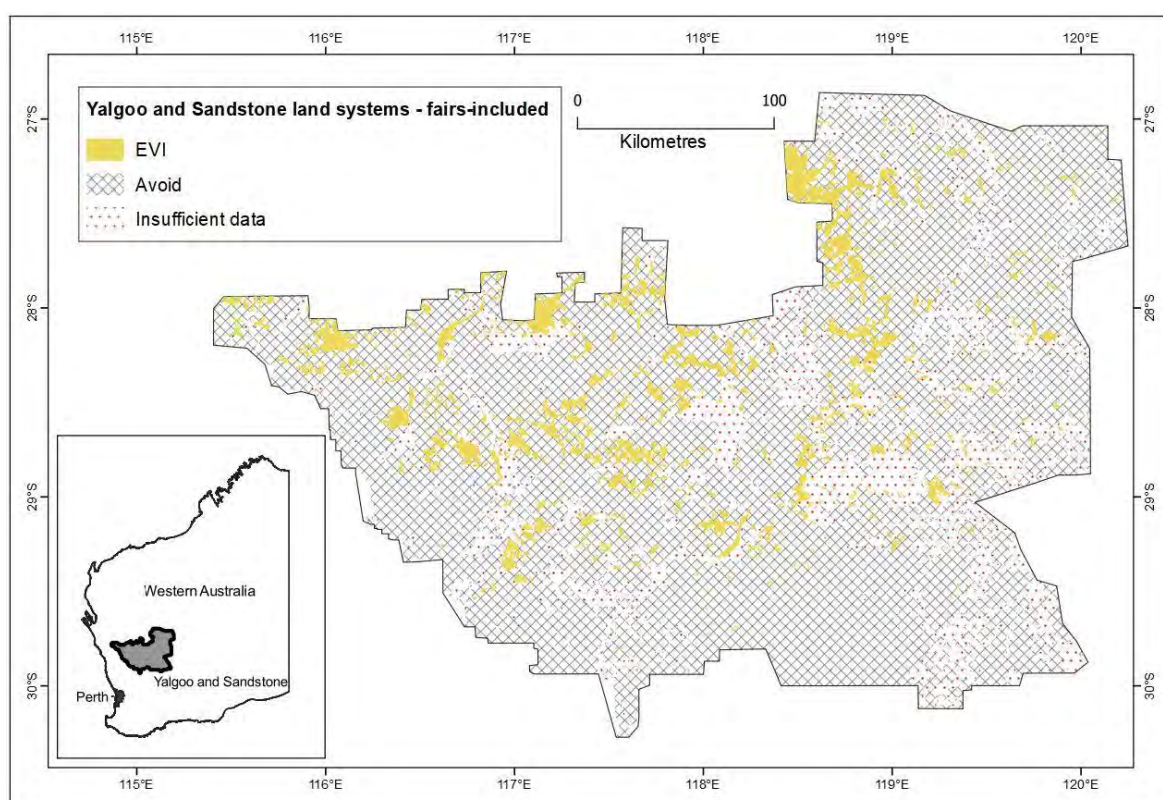 115°E 116°E 117°E 118°E 119°E 120°E
27°S 27°S
Yalgoo and Sandstone land systems - fairs-included
EVI
Avoid
Insufficient data
0 100
Kilometres
28°S 28°S
29°S 29°S
Western Australia
Yalgoo and Sandstone
Perth
30°S 30°S
115°E 116°E 117°E 118°E 119°E 120°E